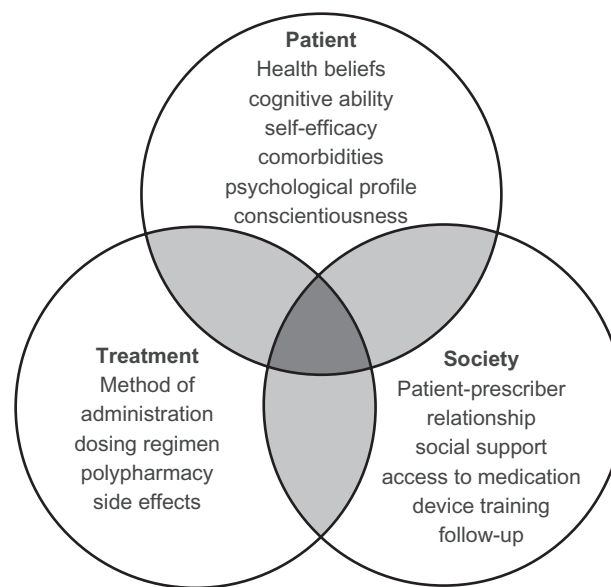 Patient
Health beliefs
cognitive ability
self-efficacy
comorbidities
psychological profile
conscientiousness
Treatment
Method of
administration
dosing regimen
polypharmacy
side effects
Society
Patient-prescriber
relationship
social support
access to medication
device training
follow-up